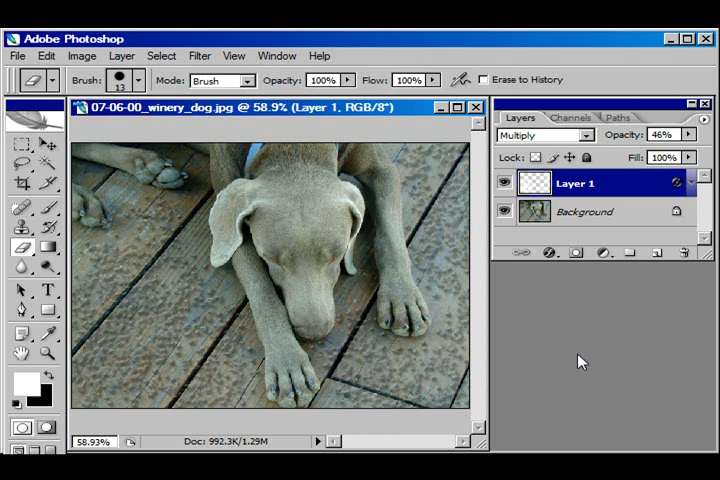 Adobe Photoshop
File Edit Image Layer Select Filter View Window Help
Brush: 13 Mode: Brush Opacity: 100% Flow: 100% Erase to History
07-06-00_winery_dog.jpg @ 58.9% (Layer 1, RGB/8*)
Layers Channels Paths
Multiply Opacity: 46%
Lock: Fill: 100%
Layer 1
Background
T
58.93% Doc: 992.3K/1.29M